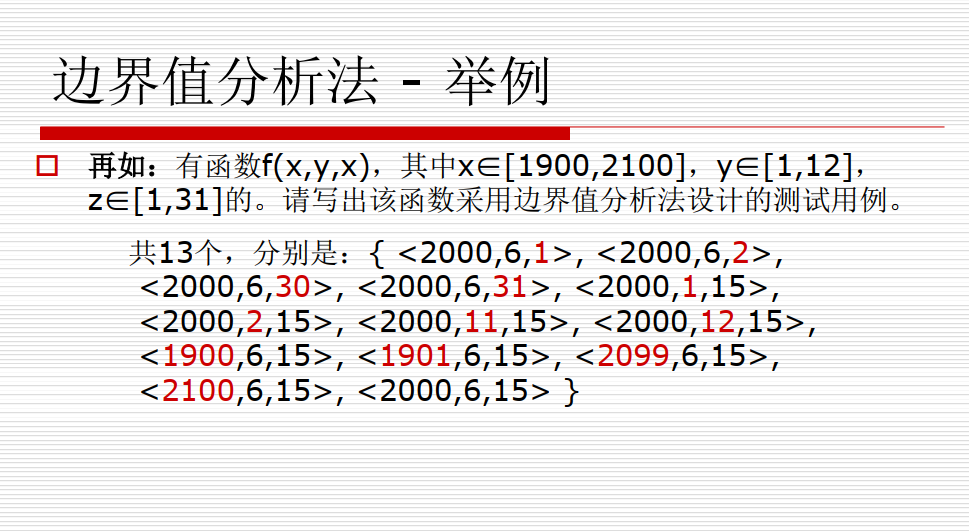 边界值分析法 - 举例
再如：有函数f(x,y,x)，其中x∈[1900,2100]，y∈[1,12]，
z∈[1,31]的。请写出该函数采用边界值分析法设计的测试用例。
共13个，分别是：{ <2000,6,1>, <2000,6,2>,
<2000,6,30>, <2000,6,31>, <2000,1,15>,
<2000,2,15>, <2000,11,15>, <2000,12,15>,
<1900,6,15>, <1901,6,15>, <2099,6,15>,
<2100,6,15>, <2000,6,15> }